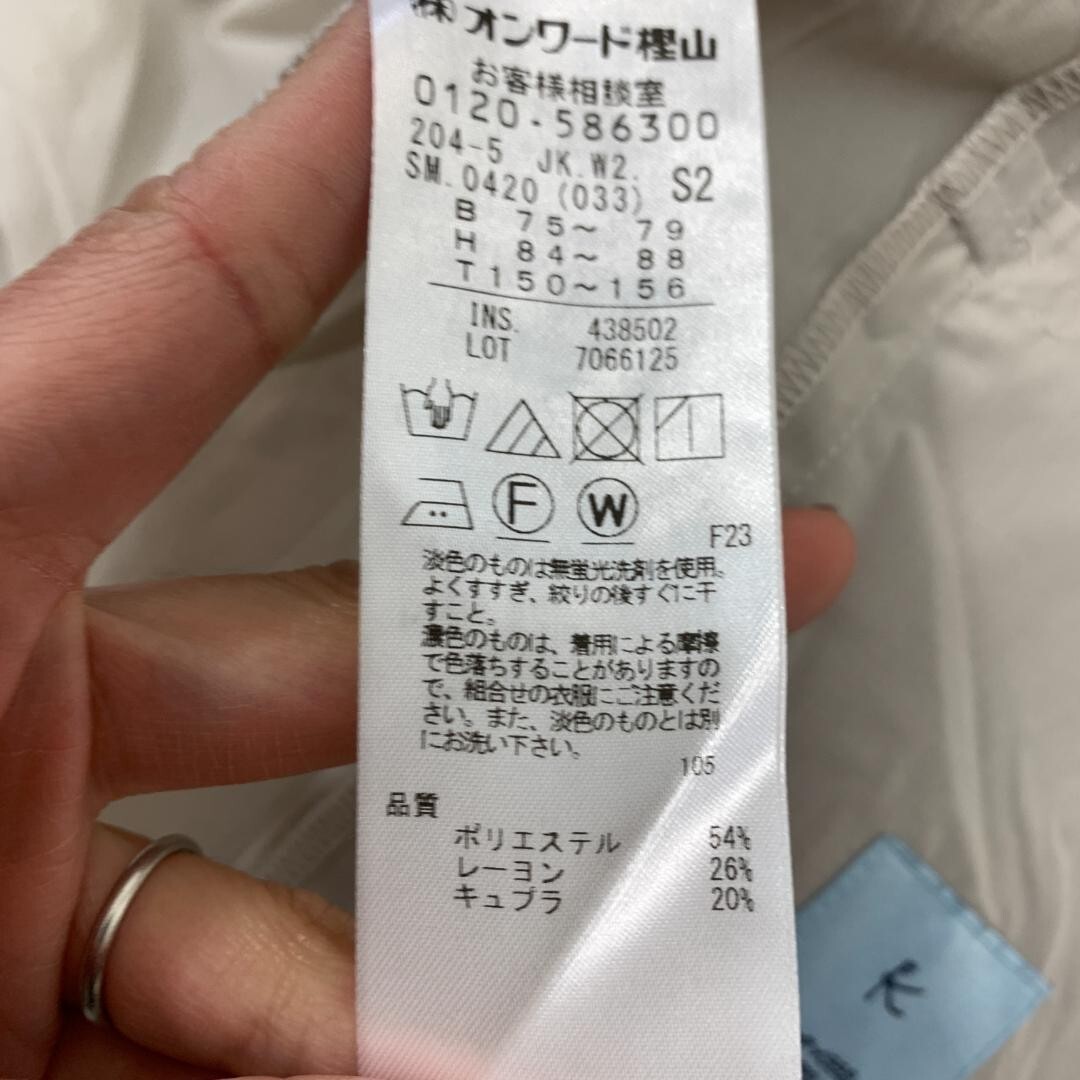 (株)オンワード樫山
お客様相談室
0120-586300
204-5 JK.W2.
SM.0420 (033) S2
B 75～ 79
H 84～ 88
T 150～156
INS. 438502
LOT 7066125
F W
F23
淡色のものは無蛍光洗剤を使用。
よくすすぎ、絞りの後すぐに干
すこと。
濃色のものは、着用による摩擦
で色落ちすることがありますの
で、組合せの衣服にご注意くだ
さい。また、淡色のものとは別
にお洗い下さい。
105
品質
ポリエステル 54%
レーヨン 26%
キュプラ 20%
K